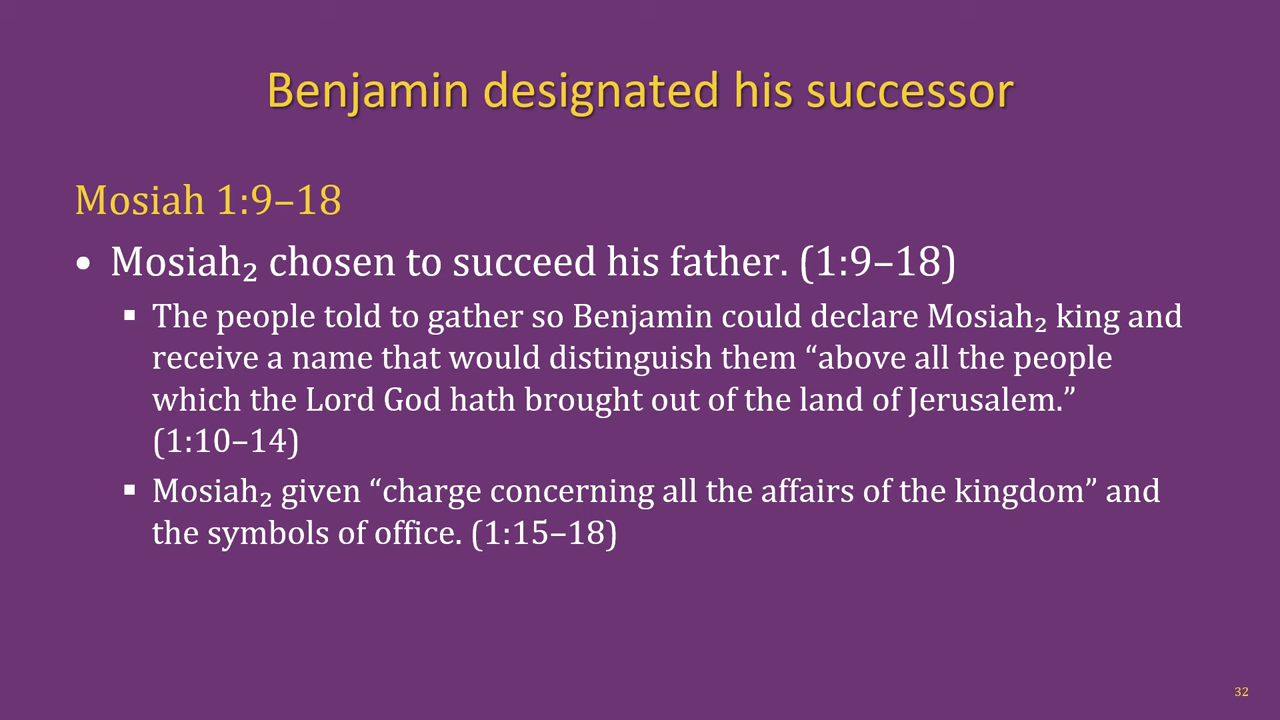 Benjamin designated his successor
Mosiah 1:9–18
• Mosiah₂ chosen to succeed his father. (1:9–18)
▪ The people told to gather so Benjamin could declare Mosiah₂ king and
receive a name that would distinguish them “above all the people
which the Lord God hath brought out of the land of Jerusalem.”
(1:10–14)
▪ Mosiah₂ given “charge concerning all the affairs of the kingdom” and
the symbols of office. (1:15–18)
32